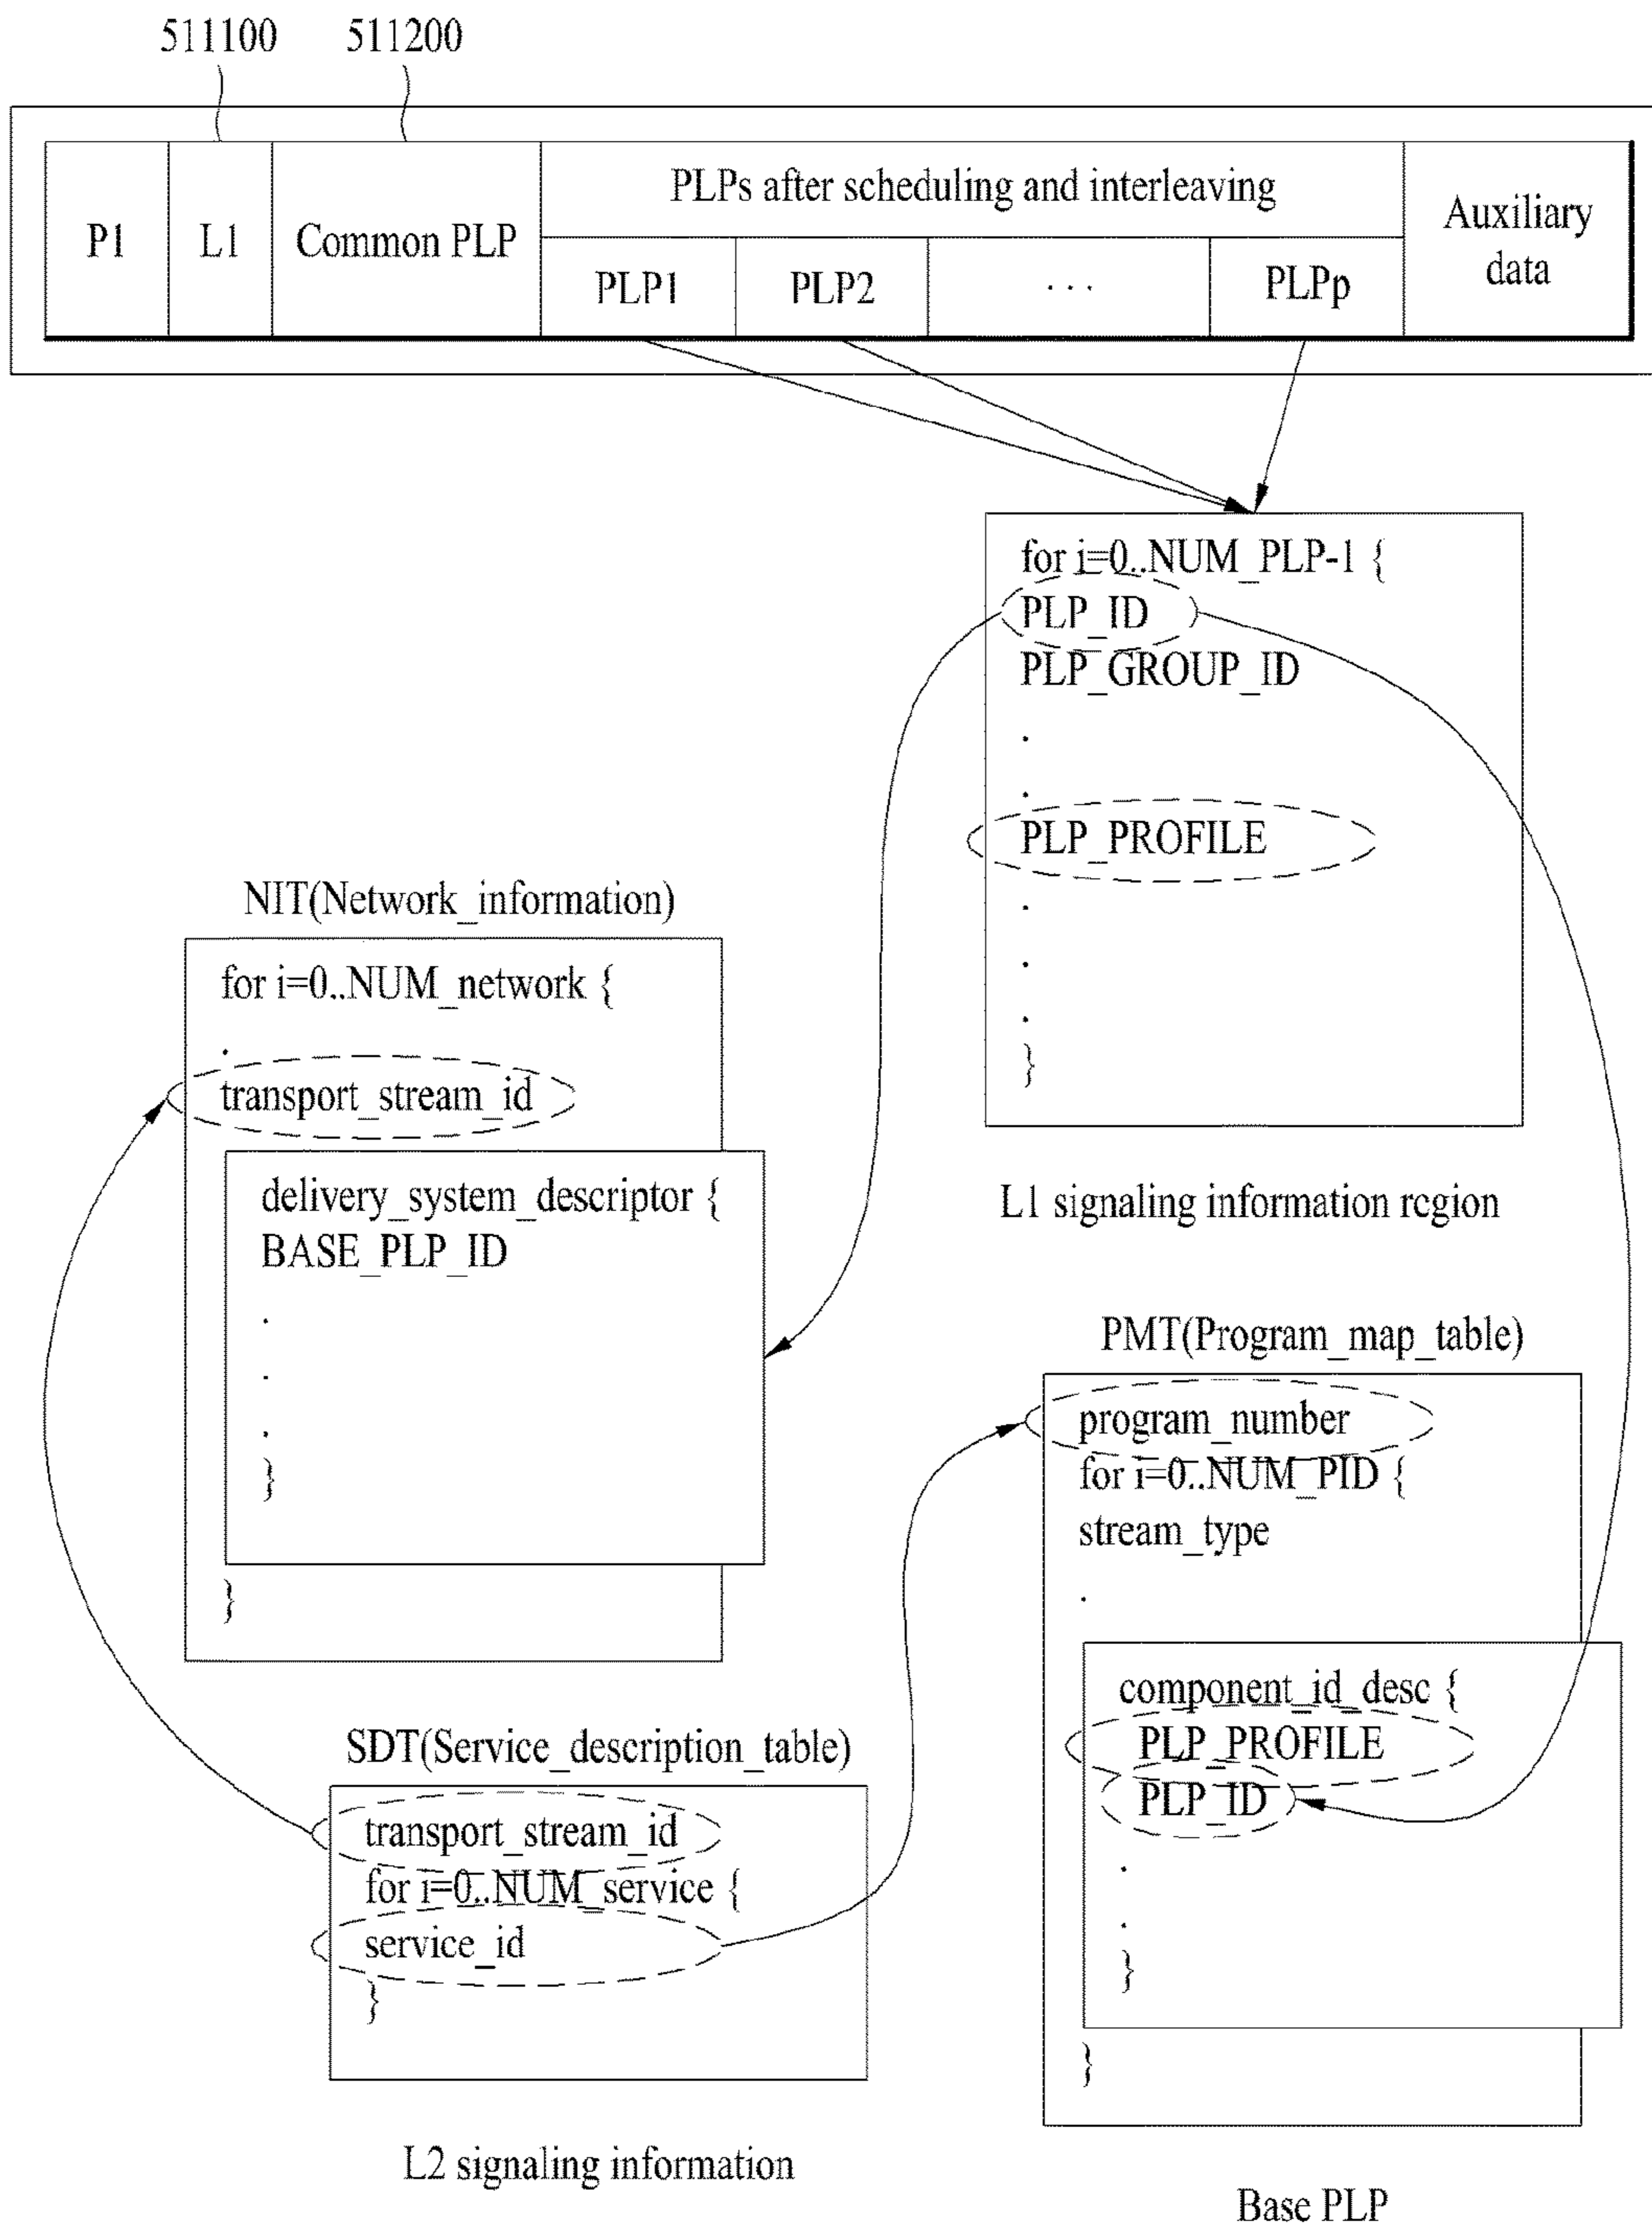 511100 511200
P1 L1 Common PLP PLPs after scheduling and interleaving Auxiliary data
PLP1 PLP2 . . . PLPp
for i=0..NUM_PLP-1 {
PLP_ID
PLP_GROUP_ID
.
.
PLP_PROFILE
.
.
.
}
L1 signaling information region
NIT(Network_information)
for i=0..NUM_network {
.
transport_stream_id
delivery_system_descriptor {
BASE_PLP_ID
.
.
.
}
}
PMT(Program_map_table)
program_number
for i=0..NUM_PID {
stream_type
.
component_id_desc {
PLP_PROFILE
PLP_ID
.
.
}
}
SDT(Service_description_table)
transport_stream_id
for i=0..NUM_service {
service_id
}
L2 signaling information
Base PLP